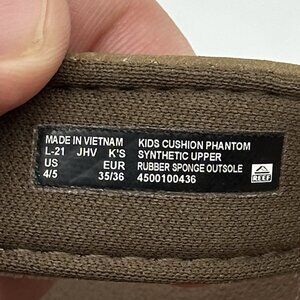 MADE IN VIETNAM
L-21 JHV K'S
US EUR
4/5 35/36
KIDS CUSHION PHANTOM
SYNTHETIC UPPER
RUBBER SPONGE OUTSOLE
4500100436
REEF